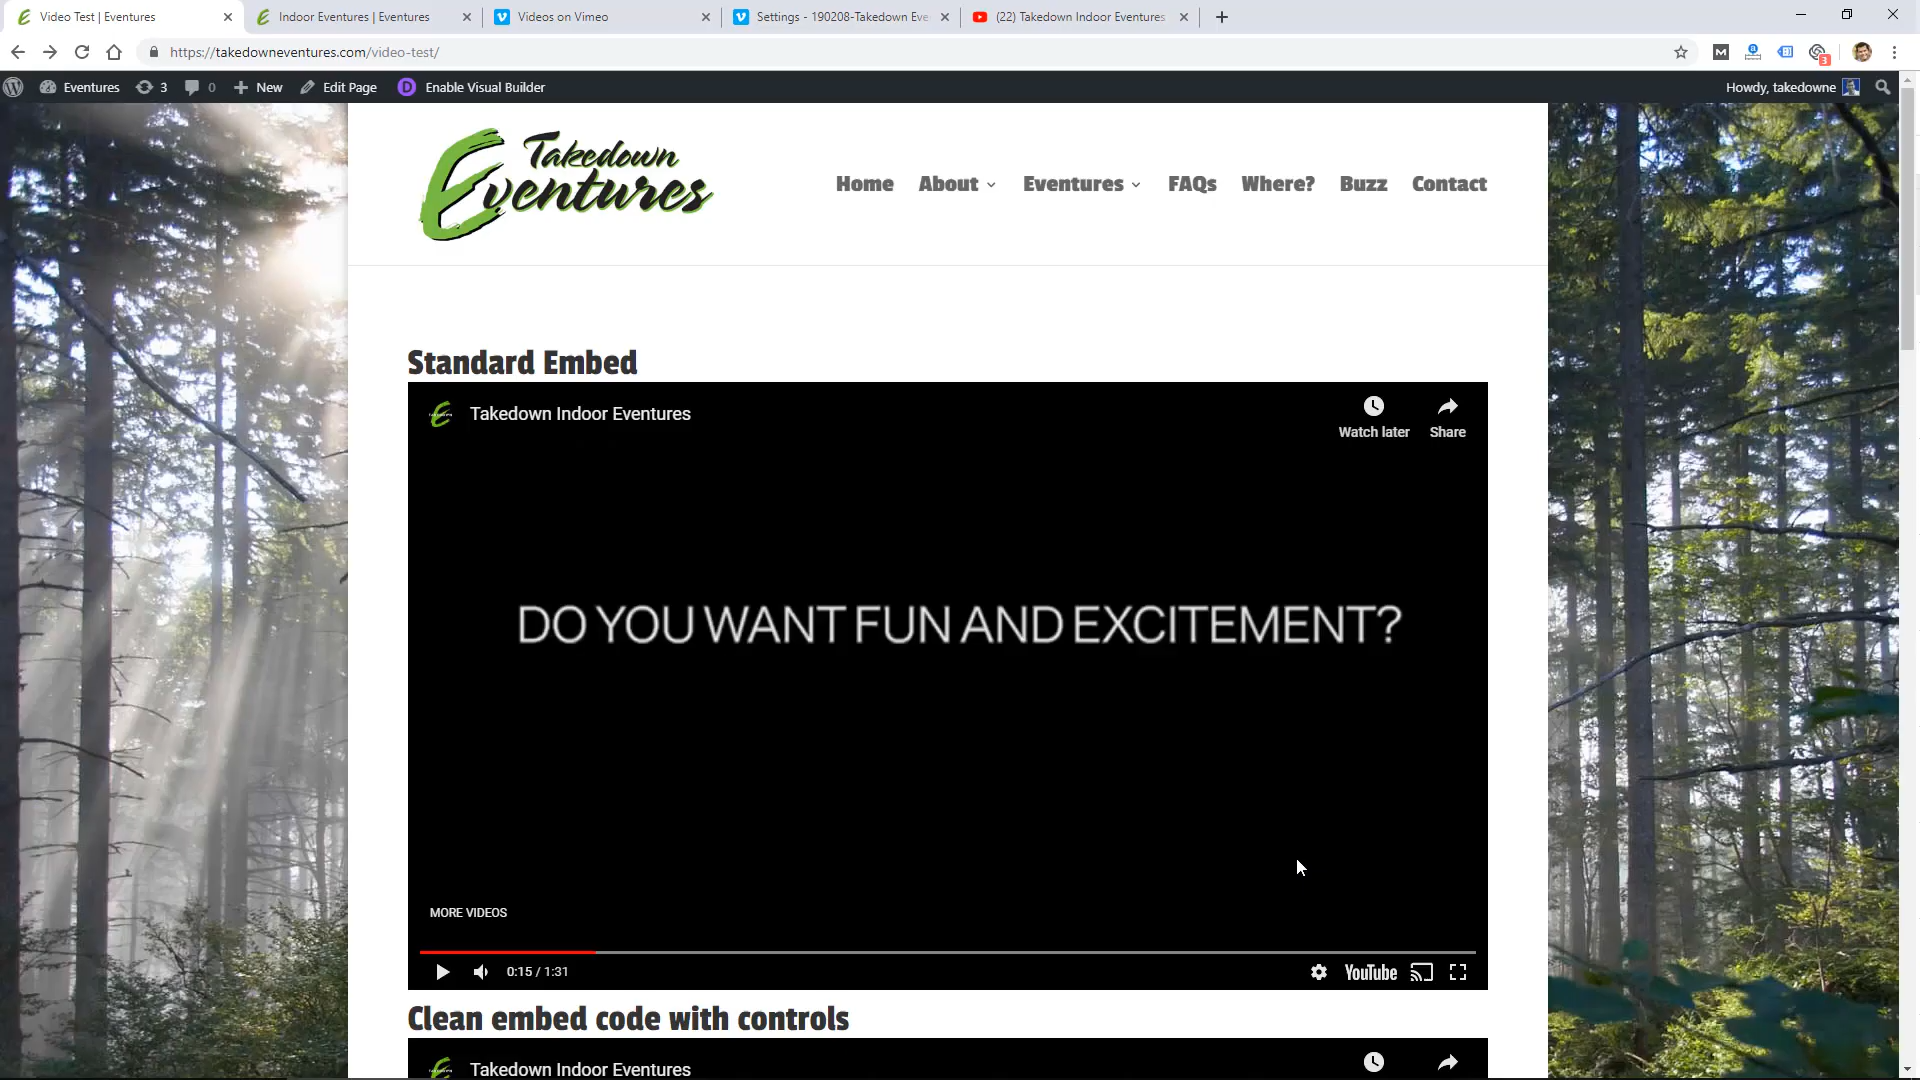 Video Test | Eventures
Indoor Eventures | Eventures
Videos on Vimeo
Settings - 190208-Takedown Eve
(22) Takedown Indoor Eventures
https://takedowneventures.com/video-test/
M
3
Eventures 3 0 New Edit Page D Enable Visual Builder
Howdy, takedowne
Takedown
Eventures
Home About Eventures FAQs Where? Buzz Contact
Standard Embed
Takedown Indoor Eventures
Watch later Share
DO YOU WANT FUN AND EXCITEMENT?
MORE VIDEOS
0:15 / 1:31
YouTube
Clean embed code with controls
Takedown Indoor Eventures